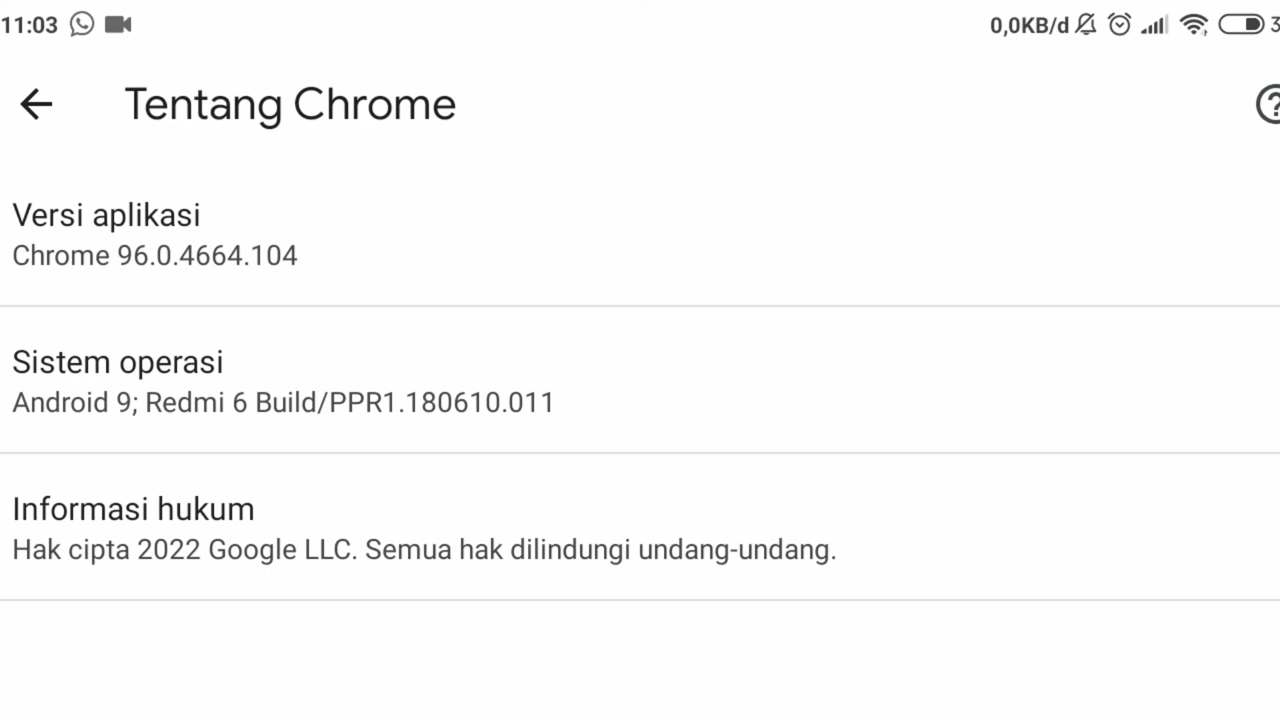 11:03 0,0KB/d
Tentang Chrome
Versi aplikasi
Chrome 96.0.4664.104
Sistem operasi
Android 9; Redmi 6 Build/PPR1.180610.011
Informasi hukum
Hak cipta 2022 Google LLC. Semua hak dilindungi undang-undang.